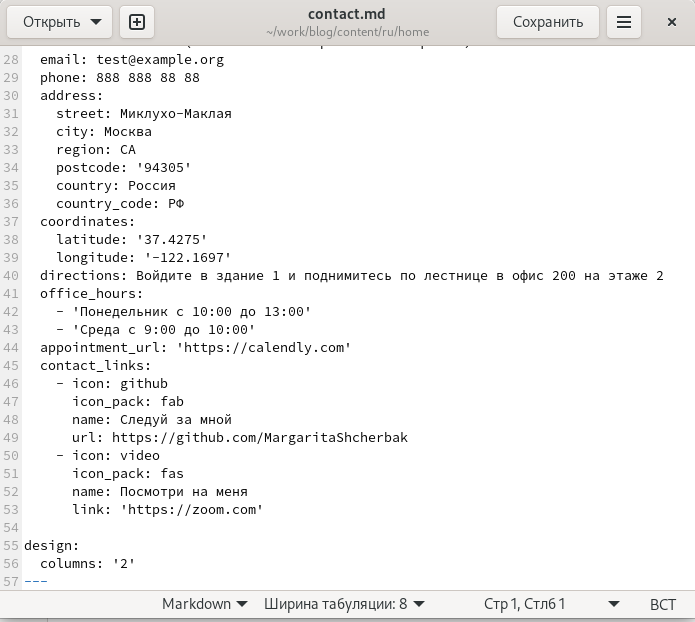 Открыть
contact.md
~/work/blog/content/ru/home
Сохранить
28 email: test@example.org
29 phone: 888 888 88 88
30 address:
31 street: Миклухо-Маклая
32 city: Москва
33 region: CA
34 postcode: '94305'
35 country: Россия
36 country_code: РФ
37 coordinates:
38 latitude: '37.4275'
39 longitude: '-122.1697'
40 directions: Войдите в здание 1 и поднимитесь по лестнице в офис 200 на этаже 2
41 office_hours:
42 - 'Понедельник с 10:00 до 13:00'
43 - 'Среда с 9:00 до 10:00'
44 appointment_url: 'https://calendly.com'
45 contact_links:
46 - icon: github
47 icon_pack: fab
48 name: Следуй за мной
49 url: https://github.com/MargaritaShcherbak
50 - icon: video
51 icon_pack: fas
52 name: Посмотри на меня
53 link: 'https://zoom.com'
54
55 design:
56 columns: '2'
57 ---
Markdown Ширина табуляции: 8 Стр 1, Стлб 1 ВСТ